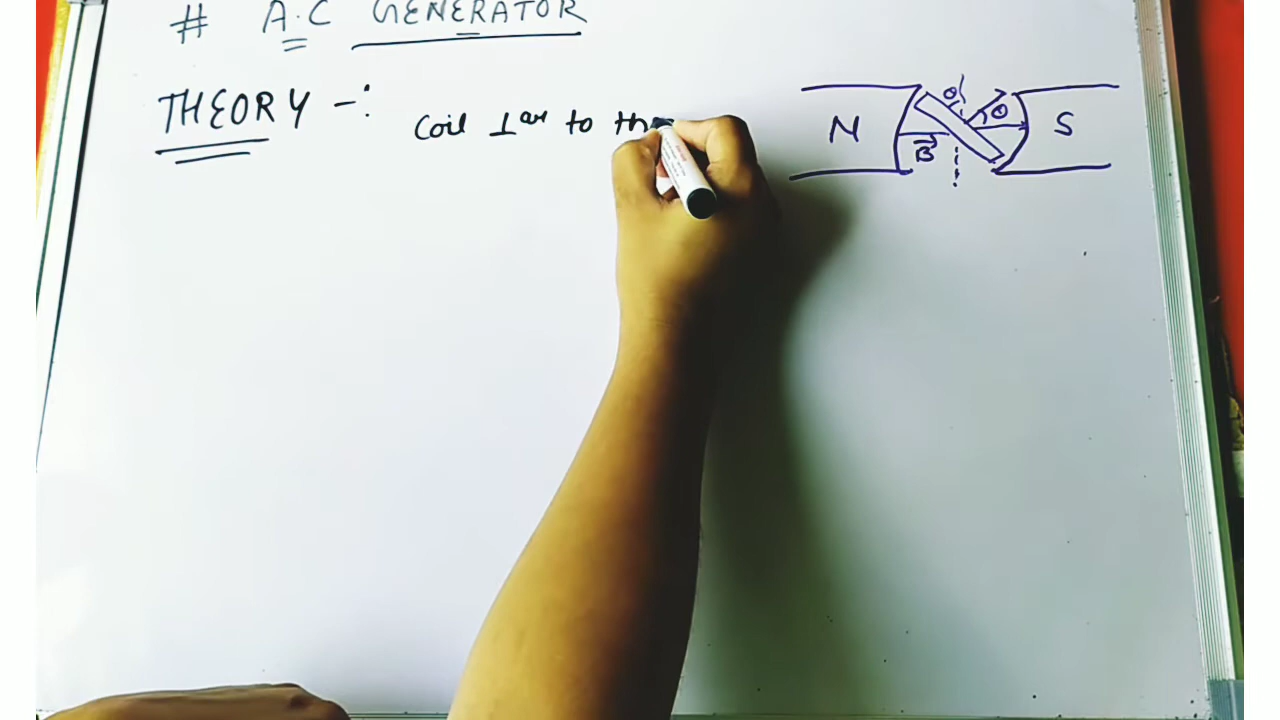 # A.C GENERATOR
THEORY -:
Coil ⊥ar to th
N B⃗ θ θ S